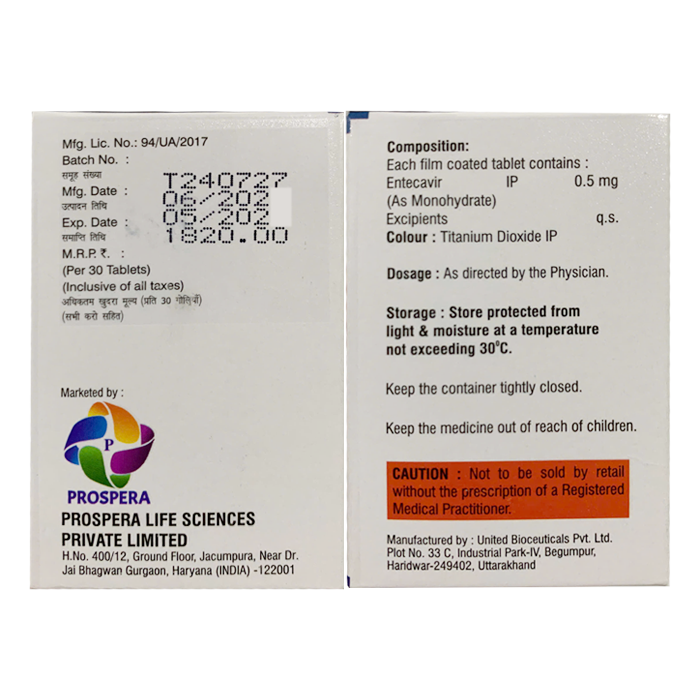 Mfg. Lic. No.: 94/UA/2017
Batch No. :
समूह संख्या
T240727
Mfg. Date :
06/202
उत्पादन तिथि
Exp. Date :
05/202
समाप्ति तिथि
1820.00
M.R.P. ₹. :
(Per 30 Tablets)
(Inclusive of all taxes)
अधिकतम खुदरा मूल्य (प्रति 30 गोलियाँ)
(सभी करो सहित)
Marketed by :
P
PROSPERA
PROSPERA LIFE SCIENCES
PRIVATE LIMITED
H.No. 400/12, Ground Floor, Jacumpura, Near Dr.
Jai Bhagwan Gurgaon, Haryana (INDIA) -122001
Composition:
Each film coated tablet contains :
Entecavir IP 0.5 mg
(As Monohydrate)
Excipients q.s.
Colour : Titanium Dioxide IP
Dosage : As directed by the Physician.
Storage : Store protected from
light & moisture at a temperature
not exceeding 30°C.
Keep the container tightly closed.
Keep the medicine out of reach of children.
CAUTION : Not to be sold by retail
without the prescription of a Registered
Medical Practitioner.
Manufactured by : United Bioceuticals Pvt. Ltd.
Plot No. 33 C, Industrial Park-IV, Begumpur,
Haridwar-249402, Uttarakhand